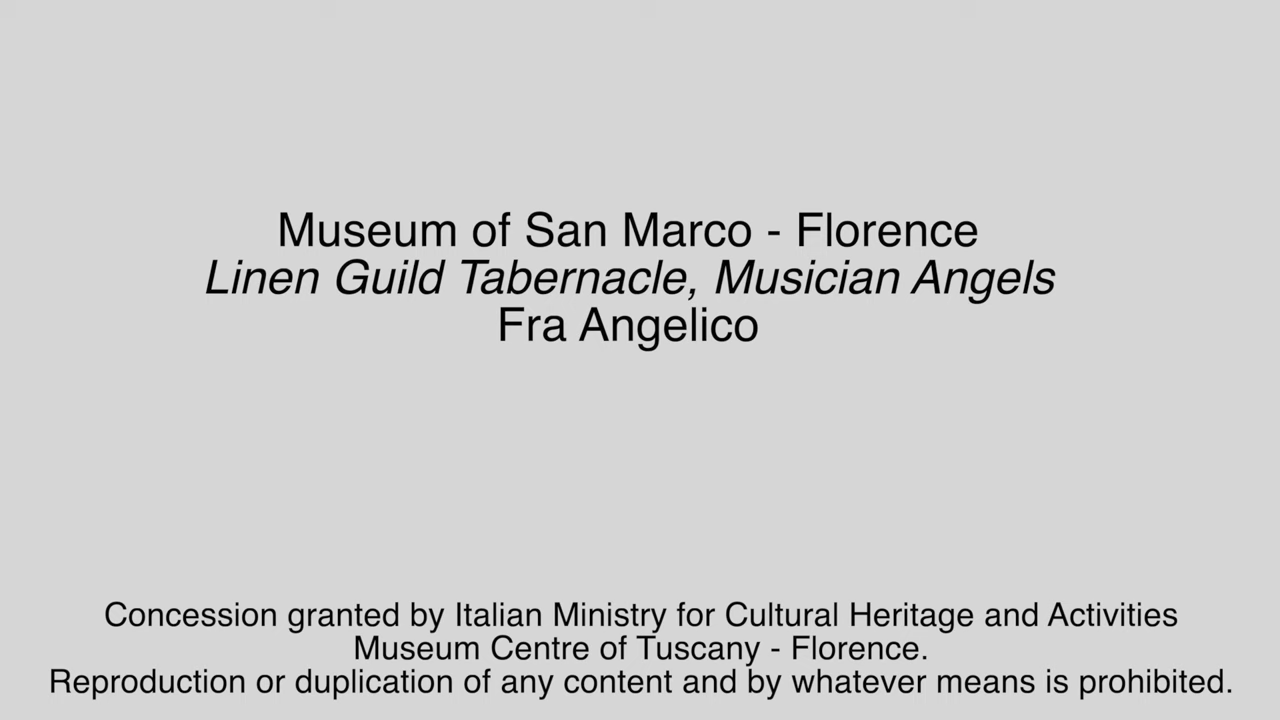 Museum of San Marco - Florence
Linen Guild Tabernacle, Musician Angels
Fra Angelico
Concession granted by Italian Ministry for Cultural Heritage and Activities
Museum Centre of Tuscany - Florence.
Reproduction or duplication of any content and by whatever means is prohibited.